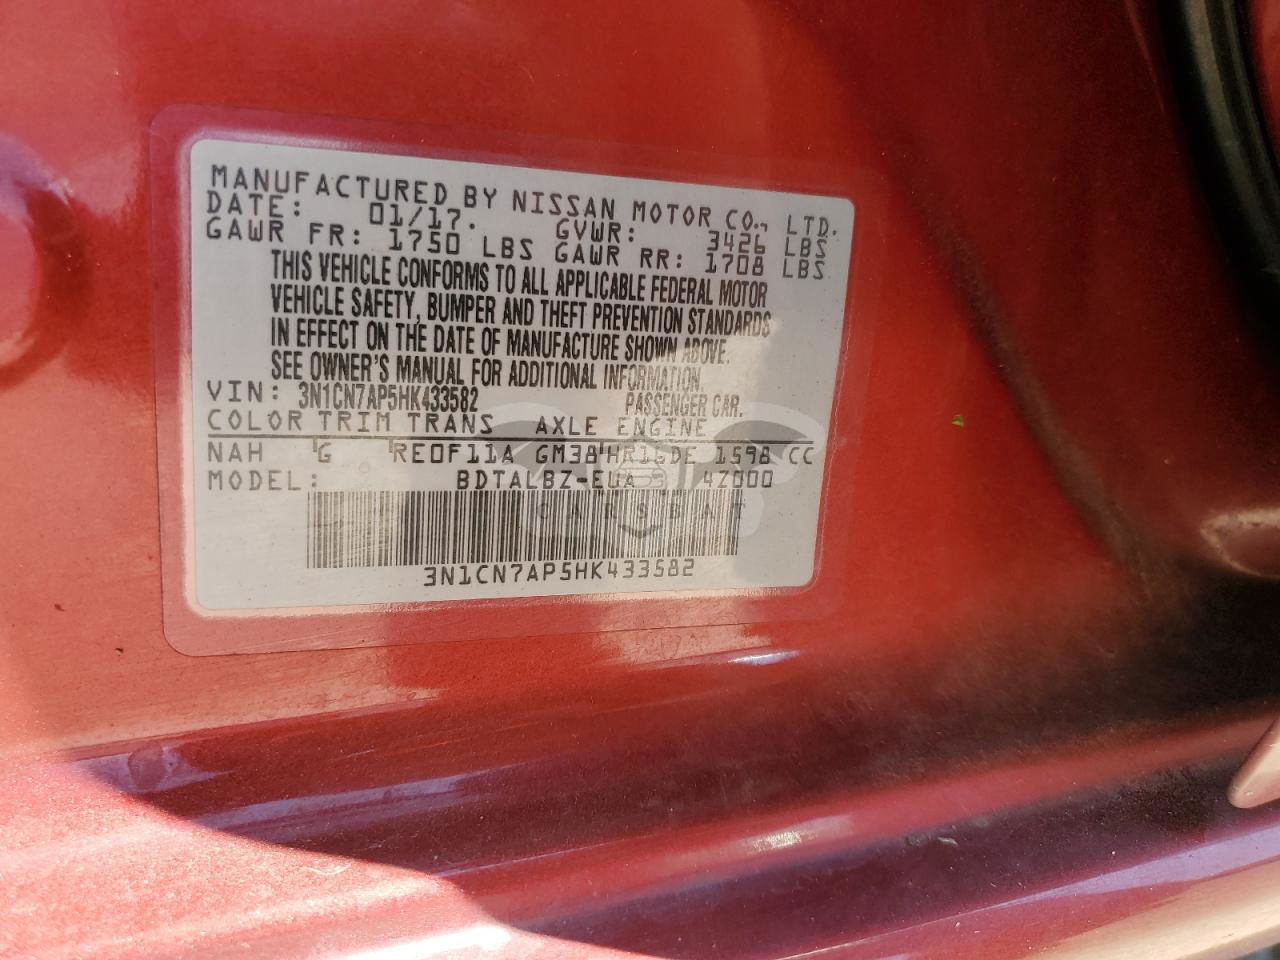 MANUFACTURED BY NISSAN MOTOR CO., LTD.
DATE: 01/17. GVWR: 3426 LBS
GAWR FR: 1750 LBS GAWR RR: 1708 LBS
THIS VEHICLE CONFORMS TO ALL APPLICABLE FEDERAL MOTOR
VEHICLE SAFETY, BUMPER AND THEFT PREVENTION STANDARDS
IN EFFECT ON THE DATE OF MANUFACTURE SHOWN ABOVE.
SEE OWNER'S MANUAL FOR ADDITIONAL INFORMATION.
VIN: 3N1CN7AP5HK433582 PASSENGER CAR.
COLOR TRIM TRANS AXLE ENGINE
NAH G RE0F11A GM38 HR16DE 1598 CC
MODEL: BDTALBZ-EUA 4Z000
CARSBAT
3N1CN7AP5HK433582